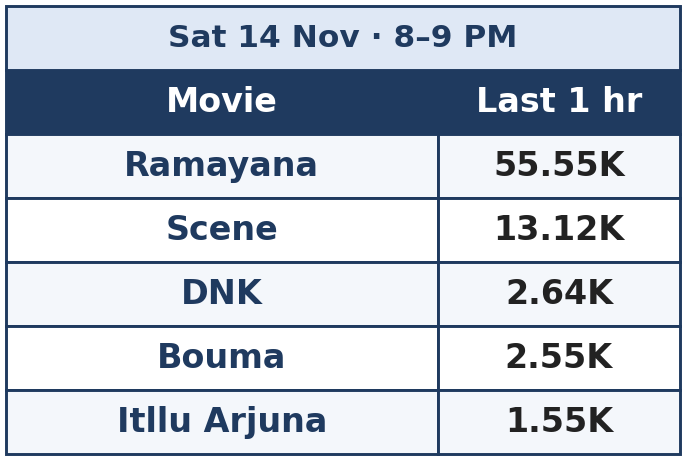 Sat 14 Nov · 8–9 PM
Movie Last 1 hr
Ramayana 55.55K
Scene 13.12K
DNK 2.64K
Bouma 2.55K
Itllu Arjuna 1.55K